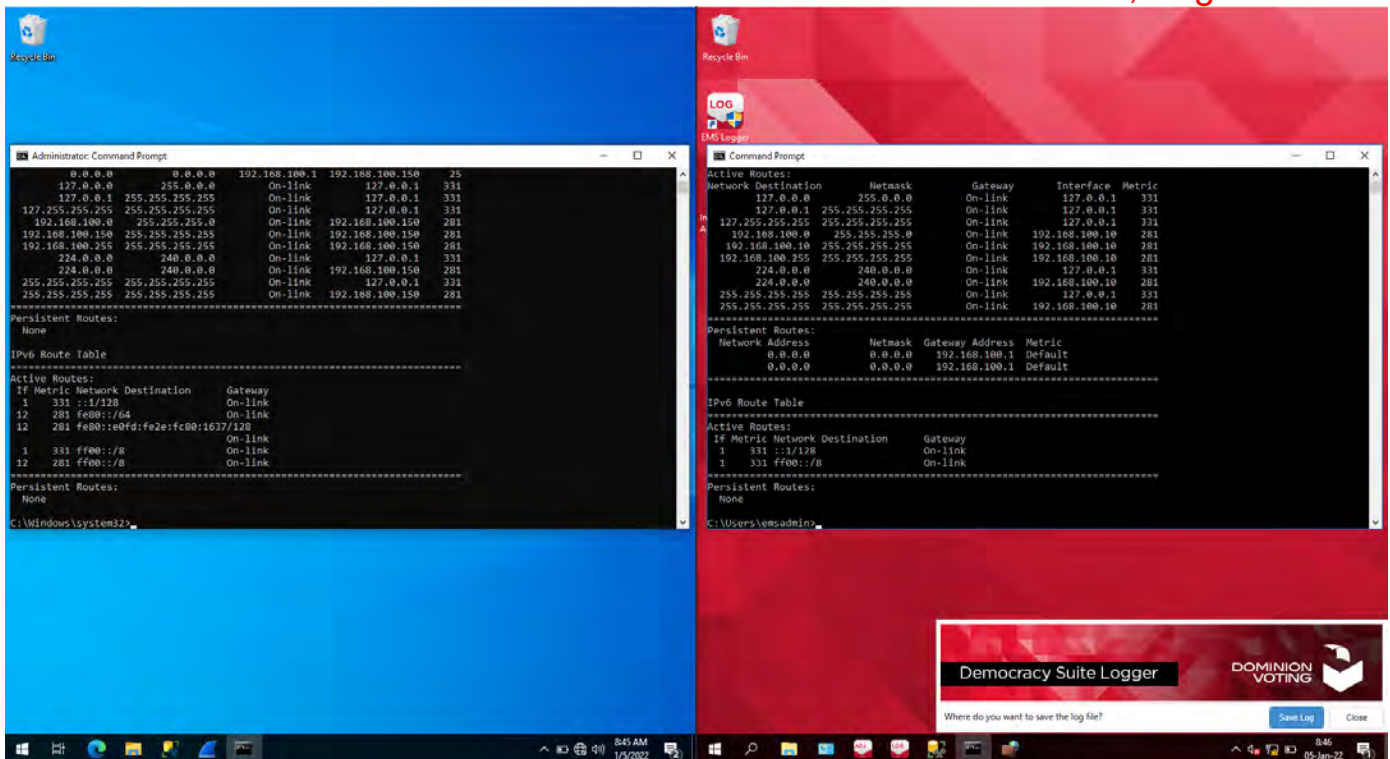 Recycle Bin
Administrator: Command Prompt
0.0.0.0 0.0.0.0 192.168.100.1 192.168.100.150 25
127.0.0.0 255.0.0.0 On-link 127.0.0.1 331
127.0.0.1 255.255.255.255 On-link 127.0.0.1 331
127.255.255.255 255.255.255.255 On-link 127.0.0.1 331
192.168.100.0 255.255.255.0 On-link 192.168.100.150 281
192.168.100.150 255.255.255.255 On-link 192.168.100.150 281
192.168.100.255 255.255.255.255 On-link 192.168.100.150 281
224.0.0.0 240.0.0.0 On-link 127.0.0.1 331
224.0.0.0 240.0.0.0 On-link 192.168.100.150 281
255.255.255.255 255.255.255.255 On-link 127.0.0.1 331
255.255.255.255 255.255.255.255 On-link 192.168.100.150 281
Persistent Routes:
None
IPv6 Route Table
Active Routes:
If Metric Network Destination Gateway
1 331 ::1/128 On-link
12 281 fe80::/64 On-link
12 281 fe80::e0fd:fe2e:fc80:1637/128
On-link
1 331 ff00::/8 On-link
12 281 ff00::/8 On-link
Persistent Routes:
None
C:\Windows\system32>
8:45 AM
1/5/2022
Recycle Bin
LOG
EMS Logger
Command Prompt
Active Routes:
Network Destination Netmask Gateway Interface Metric
127.0.0.0 255.0.0.0 On-link 127.0.0.1 331
127.0.0.1 255.255.255.255 On-link 127.0.0.1 331
127.255.255.255 255.255.255.255 On-link 127.0.0.1 331
192.168.100.0 255.255.255.0 On-link 192.168.100.10 281
192.168.100.10 255.255.255.255 On-link 192.168.100.10 281
192.168.100.255 255.255.255.255 On-link 192.168.100.10 281
224.0.0.0 240.0.0.0 On-link 127.0.0.1 331
224.0.0.0 240.0.0.0 On-link 192.168.100.10 281
255.255.255.255 255.255.255.255 On-link 127.0.0.1 331
255.255.255.255 255.255.255.255 On-link 192.168.100.10 281
Persistent Routes:
Network Address Netmask Gateway Address Metric
0.0.0.0 0.0.0.0 192.168.100.1 Default
0.0.0.0 0.0.0.0 192.168.100.1 Default
IPv6 Route Table
Active Routes:
If Metric Network Destination Gateway
1 331 ::1/128 On-link
1 331 ff00::/8 On-link
Persistent Routes:
None
C:\Users\emsadmin>
Democracy Suite Logger
DOMINION
VOTING
Where do you want to save the log file?
Save Log Close
8:46
05-Jan-22